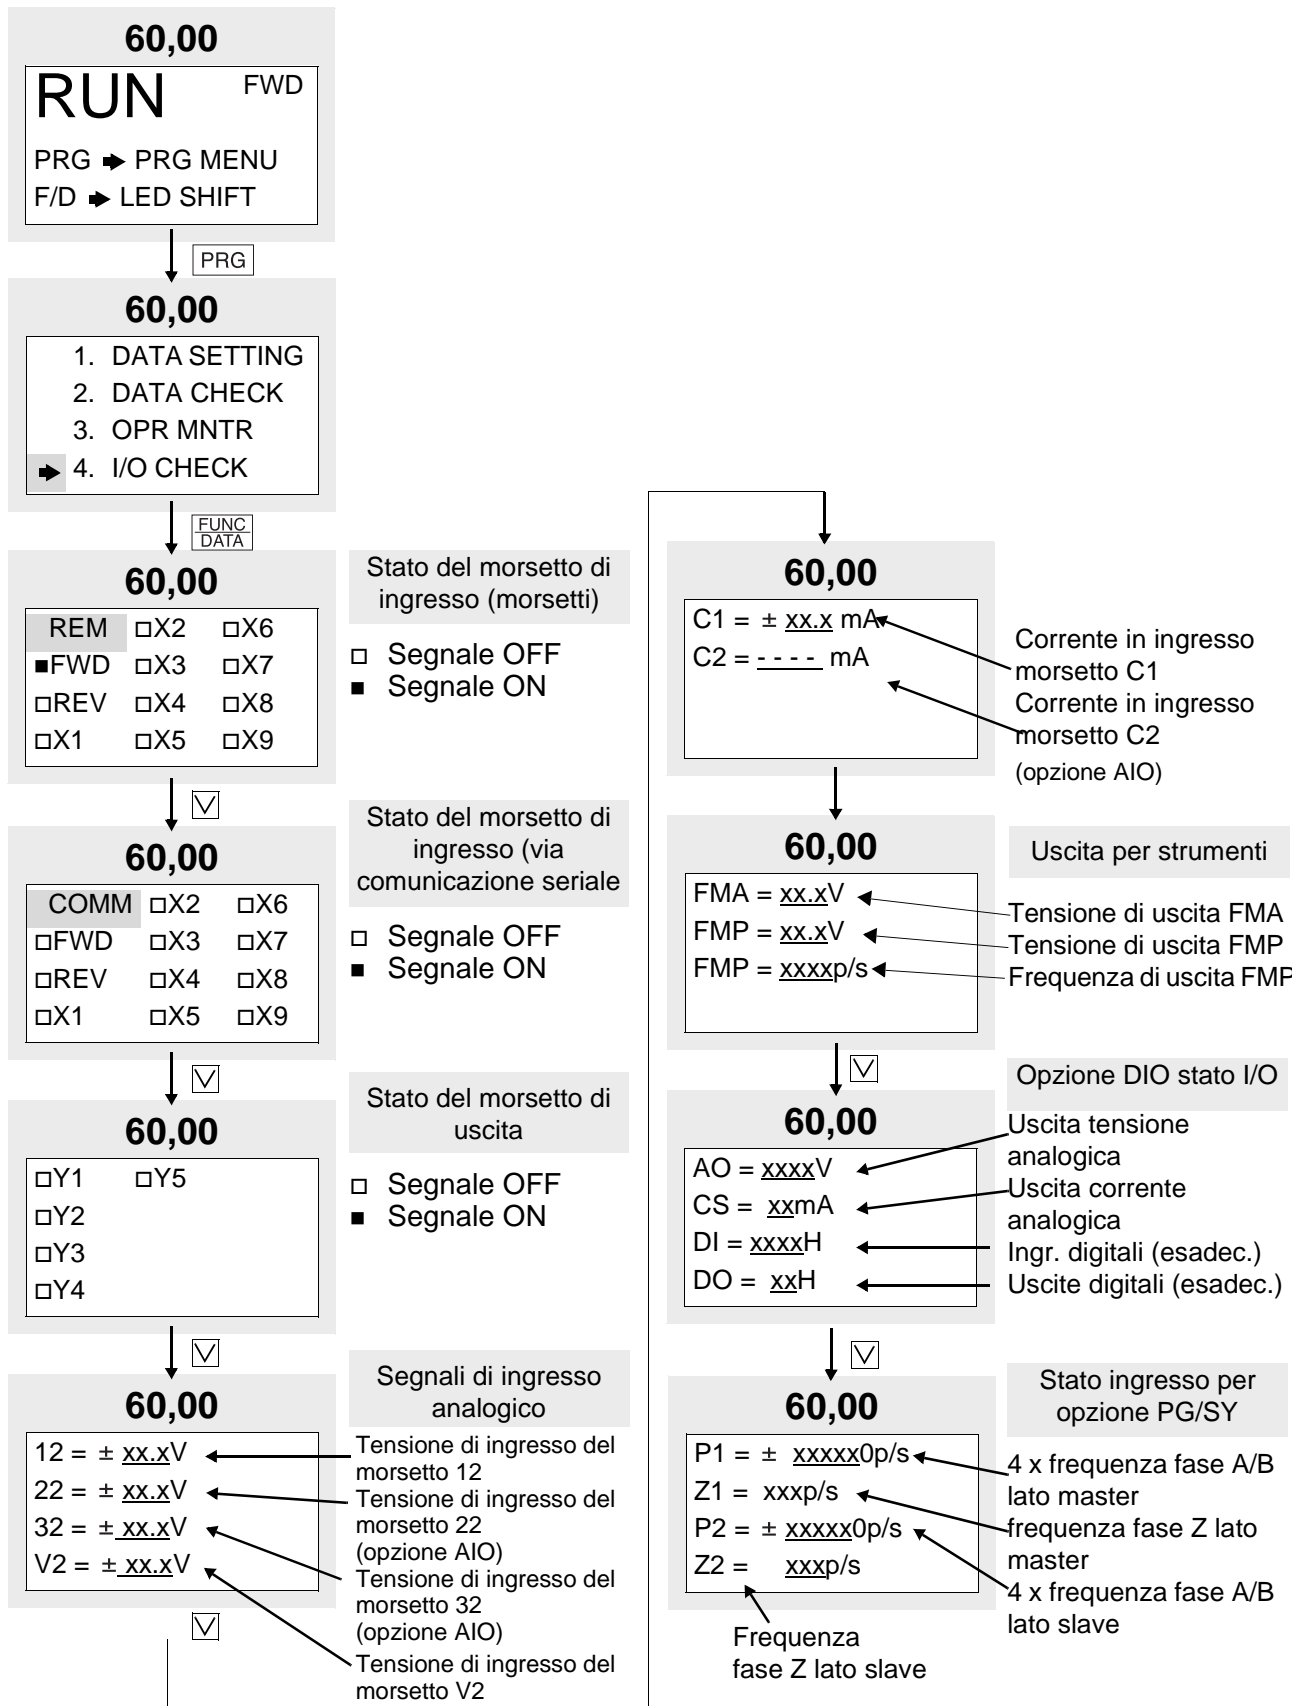 60,00
RUN FWD
PRG ➨ PRG MENU
F/D ➨ LED SHIFT
PRG
60,00
1. DATA SETTING
2. DATA CHECK
3. OPR MNTR
➨ 4. I/O CHECK
FUNC
DATA
60,00
REM □X2 □X6
■FWD □X3 □X7
□REV □X4 □X8
□X1 □X5 □X9
Stato del morsetto di
ingresso (morsetti)
□ Segnale OFF
■ Segnale ON
60,00
COMM □X2 □X6
□FWD □X3 □X7
□REV □X4 □X8
□X1 □X5 □X9
Stato del morsetto di
ingresso (via
comunicazione seriale
□ Segnale OFF
■ Segnale ON
60,00
□Y1 □Y5
□Y2
□Y3
□Y4
Stato del morsetto di
uscita
□ Segnale OFF
■ Segnale ON
60,00
12 = ± xx.xV
22 = ± xx.xV
32 = ± xx.xV
V2 = ± xx.xV
Segnali di ingresso
analogico
Tensione di ingresso del
morsetto 12
Tensione di ingresso del
morsetto 22
(opzione AIO)
Tensione di ingresso del
morsetto 32
(opzione AIO)
Tensione di ingresso del
morsetto V2
60,00
C1 = ± xx.x mA
C2 = - - - - mA
Corrente in ingresso
morsetto C1
Corrente in ingresso
morsetto C2
(opzione AIO)
60,00
FMA = xx.xV
FMP = xx.xV
FMP = xxxxp/s
Uscita per strumenti
Tensione di uscita FMA
Tensione di uscita FMP
Frequenza di uscita FMP
60,00
AO = xxxxV
CS = xxmA
DI = xxxxH
DO = xxH
Opzione DIO stato I/O
Uscita tensione
analogica
Uscita corrente
analogica
Ingr. digitali (esadec.)
Uscite digitali (esadec.)
60,00
P1 = ± xxxxx0p/s
Z1 = xxxp/s
P2 = ± xxxxx0p/s
Z2 = xxxp/s
Stato ingresso per
opzione PG/SY
4 x frequenza fase A/B
lato master
frequenza fase Z lato
master
4 x frequenza fase A/B
lato slave
Frequenza
fase Z lato slave